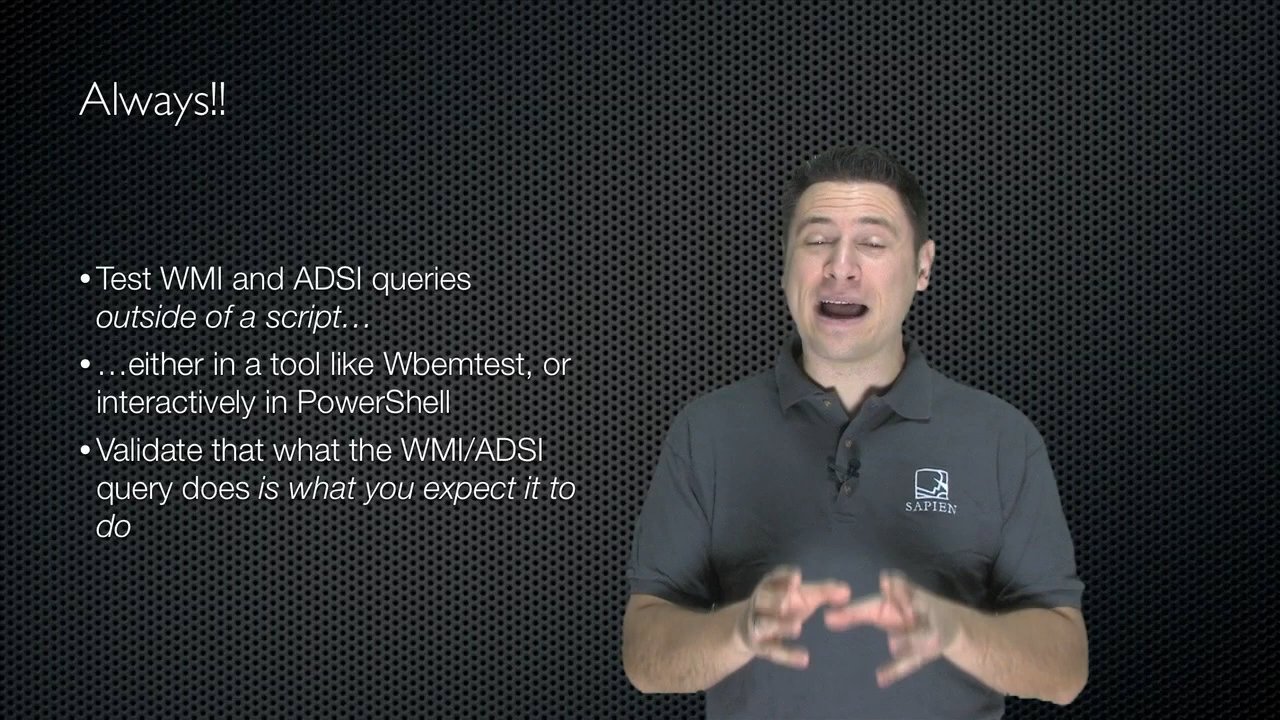 Always!!
• Test WMI and ADSI queries
outside of a script…
• …either in a tool like Wbemtest, or
interactively in PowerShell
• Validate that what the WMI/ADSI
query does is what you expect it to
do
SAPIEN